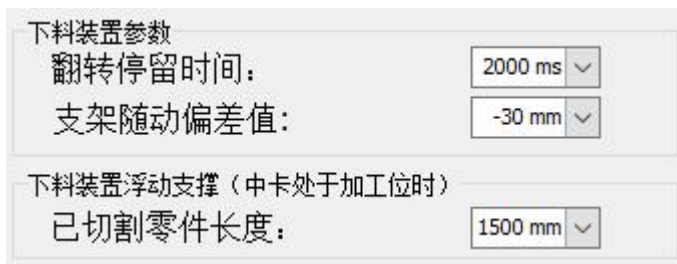 下料装置参数
翻转停留时间： 2000 ms
支架随动偏差值： -30 mm
下料装置浮动支撑（中卡处于加工位时）
已切割零件长度： 1500 mm